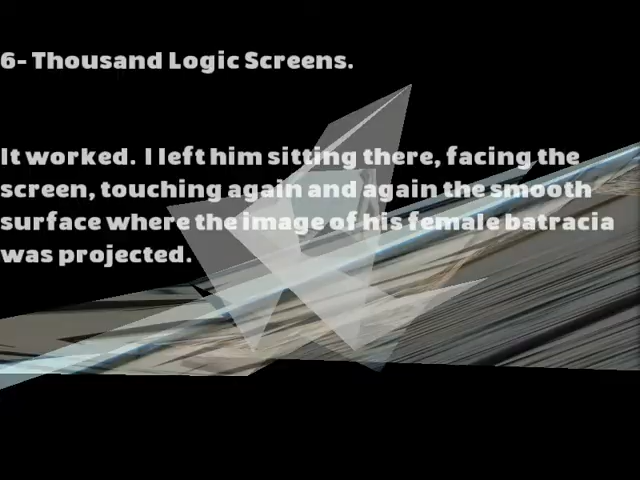 6- Thousand Logic Screens.
It worked. I left him sitting there, facing the
screen, touching again and again the smooth
surface where the image of his female batracia
was projected.